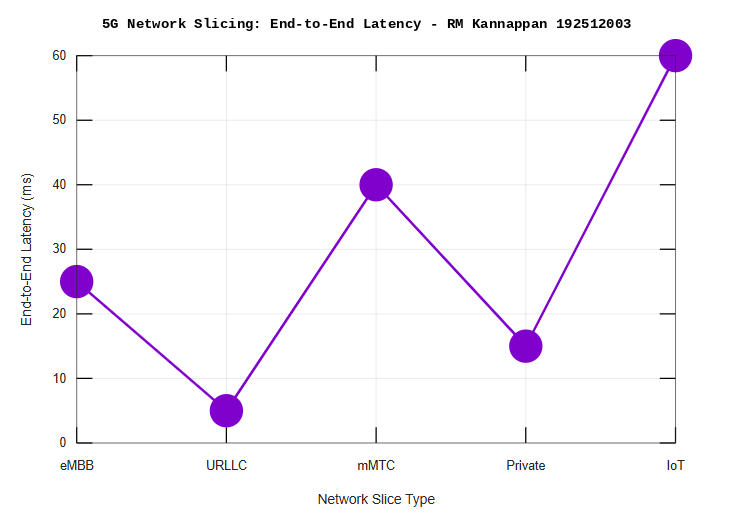 5G Network Slicing: End-to-End Latency - RM Kannappan 192512003
60
50
40
30
20
10
0
End-to-End Latency (ms)
eMBB URLLC mMTC Private IoT
Network Slice Type